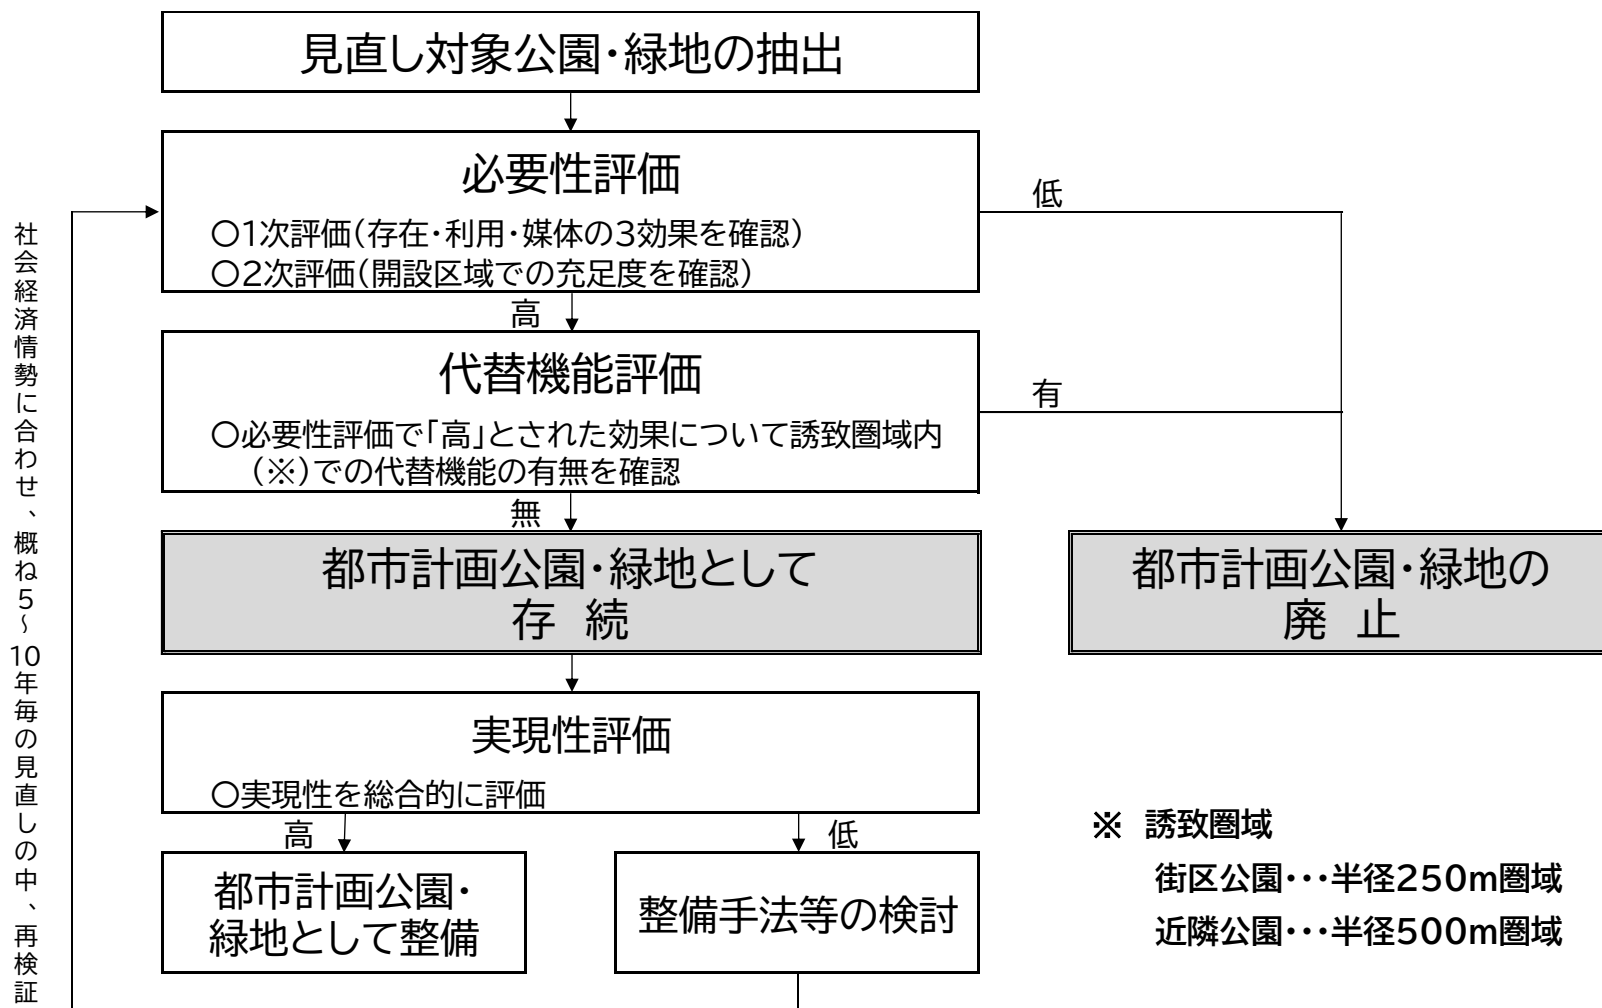 見直し対象公園・緑地の抽出
必要性評価
○1次評価(存在・利用・媒体の3効果を確認)
○2次評価(開設区域での充足度を確認)
低
高
代替機能評価
○必要性評価で「高」とされた効果について誘致圏域内
(※)での代替機能の有無を確認
有
無
都市計画公園・緑地として
存 続
都市計画公園・緑地の
廃 止
実現性評価
○実現性を総合的に評価
高
低
都市計画公園・
緑地として整備
整備手法等の検討
※ 誘致圏域
街区公園・・・半径250m圏域
近隣公園・・・半径500m圏域
社会経済情勢に合わせ、概ね5~10年毎の見直しの中、再検証